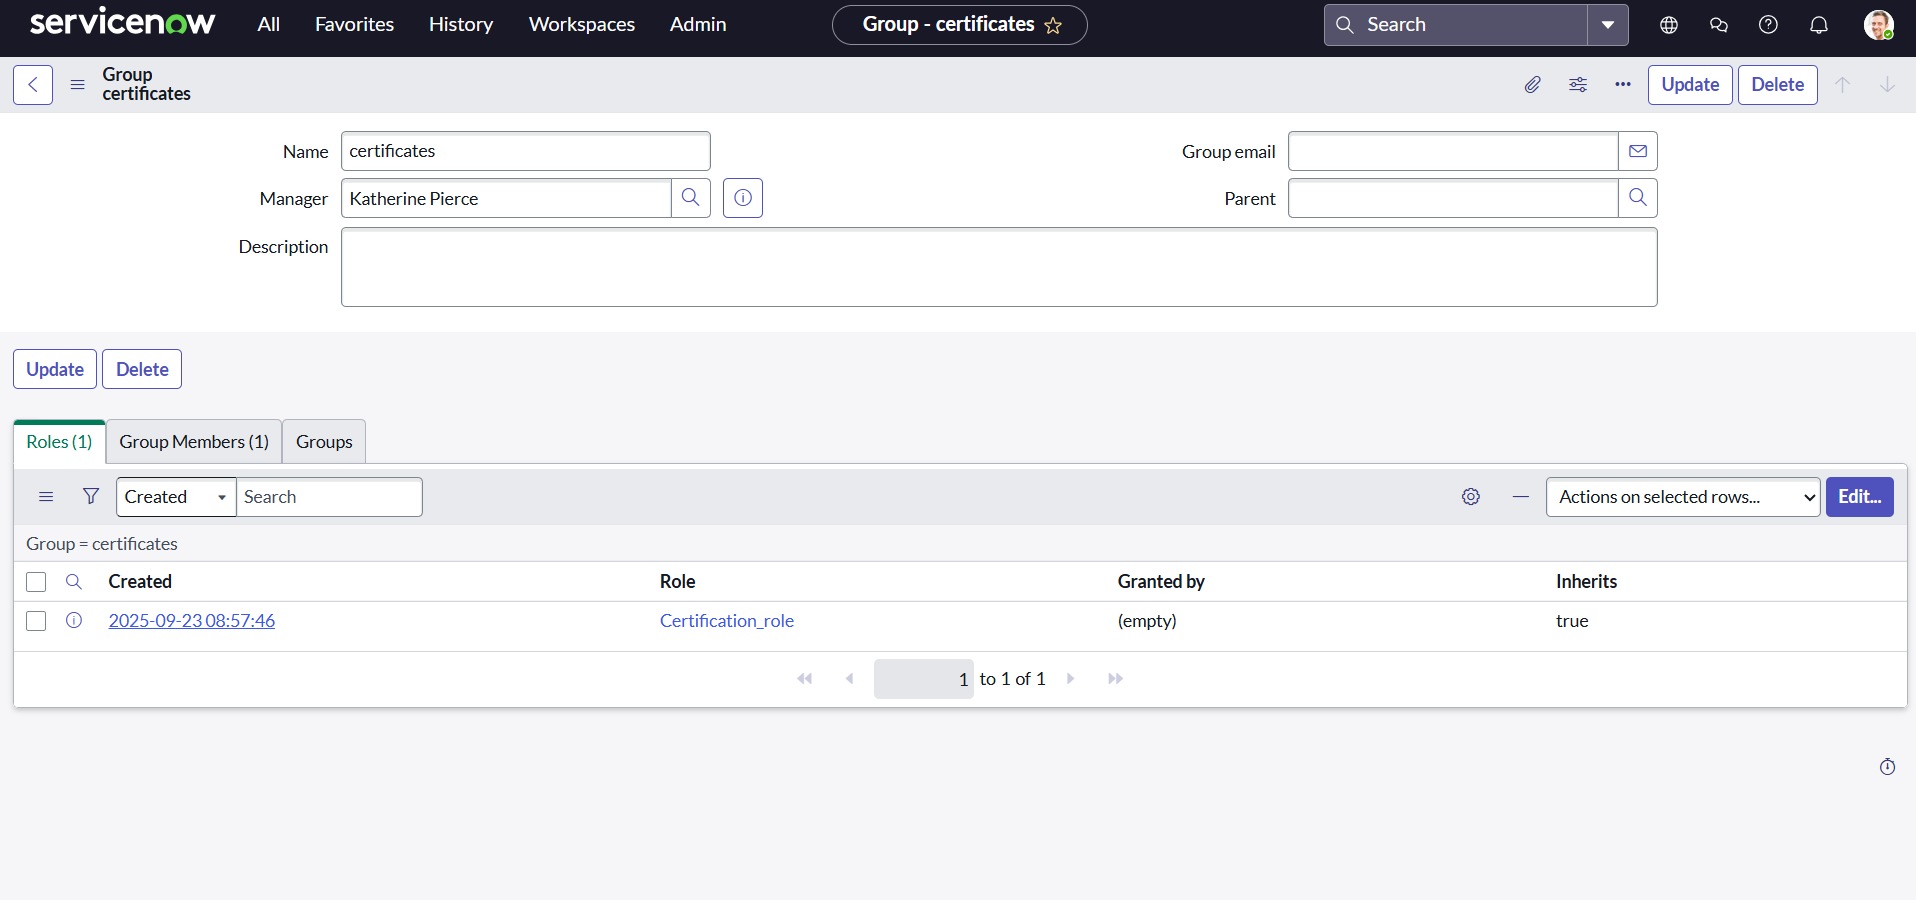 servicenow All Favorites History Workspaces Admin Group - certificates Search
Group
certificates
Update Delete
Name certificates Group email
Manager Katherine Pierce Parent
Description
Update Delete
Roles (1) Group Members (1) Groups
Created Search Actions on selected rows... Edit...
Group = certificates
Created Role Granted by Inherits
2025-09-23 08:57:46 Certification_role (empty) true
1 to 1 of 1